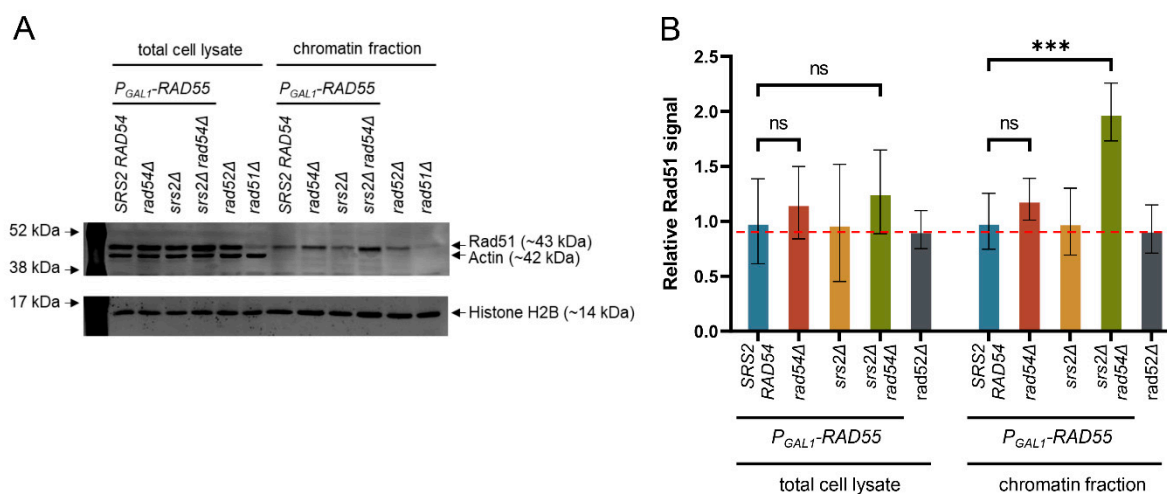 A
total cell lysate
chromatin fraction
PGAL1-RAD55
PGAL1-RAD55
SRS2 RAD54
rad54Δ
srs2Δ
srs2Δ rad54Δ
rad52Δ
rad51Δ
SRS2 RAD54
rad54Δ
srs2Δ
srs2Δ rad54Δ
rad52Δ
rad51Δ
52 kDa
38 kDa
17 kDa
Rad51 (~43 kDa)
Actin (~42 kDa)
Histone H2B (~14 kDa)
B
Relative Rad51 signal
2.5
2.0
1.5
1.0
0.5
0.0
ns
ns
ns
***
SRS2
RAD54
rad54Δ
srs2Δ
srs2Δ
rad54Δ
rad52Δ
SRS2
RAD54
rad54Δ
srs2Δ
srs2Δ
rad54Δ
rad52Δ
PGAL1-RAD55
PGAL1-RAD55
total cell lysate
chromatin fraction